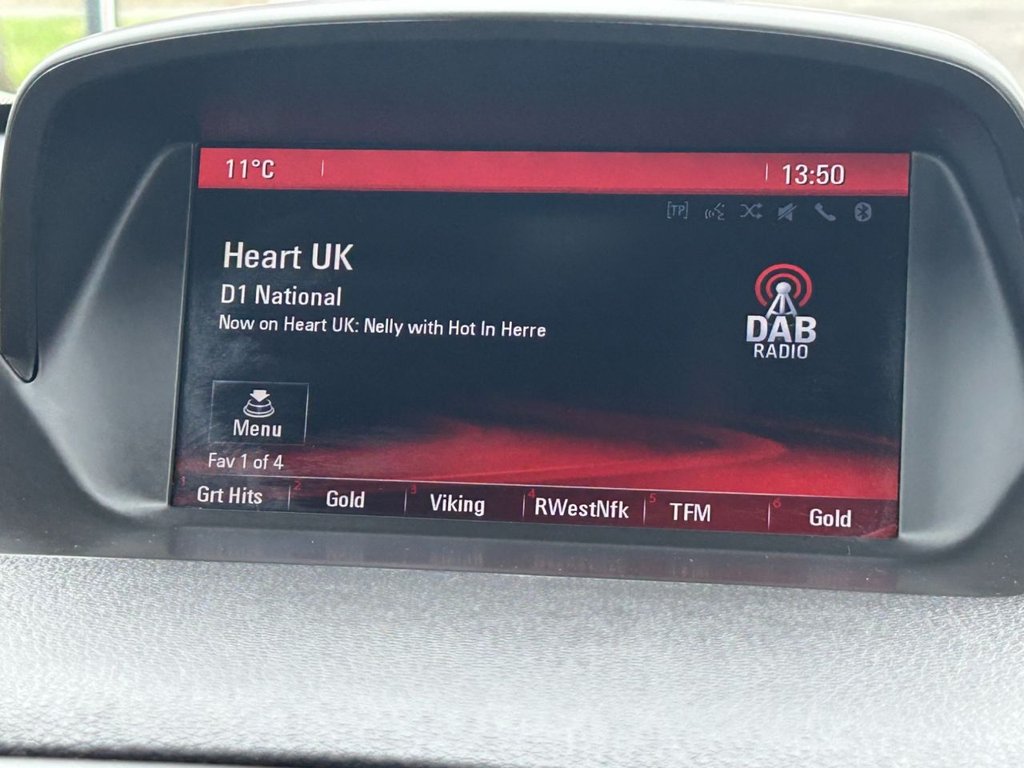 11°C 13:50
[TP]
Heart UK
D1 National
Now on Heart UK: Nelly with Hot In Herre
DAB
RADIO
Menu
Fav 1 of 4
1 Grt Hits 2 Gold 3 Viking 4 RWestNfk 5 TFM 6 Gold